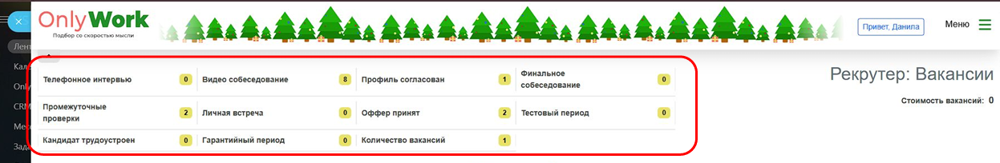 OnlyWork
Подбор со скоростью мысли
Привет, Данила
Меню
Телефонное интервью 0 Видео собеседование 8 Профиль согласован 1 Финальное собеседование 0
Промежуточные проверки 2 Личная встреча 0 Оффер принят 2 Тестовый период 0
Кандидат трудоустроен 0 Гарантийный период 0 Количество вакансий 1
Рекрутер: Вакансии
Стоимость вакансий: 0
Лент
Кале
Only
CRM
Месс
Зада